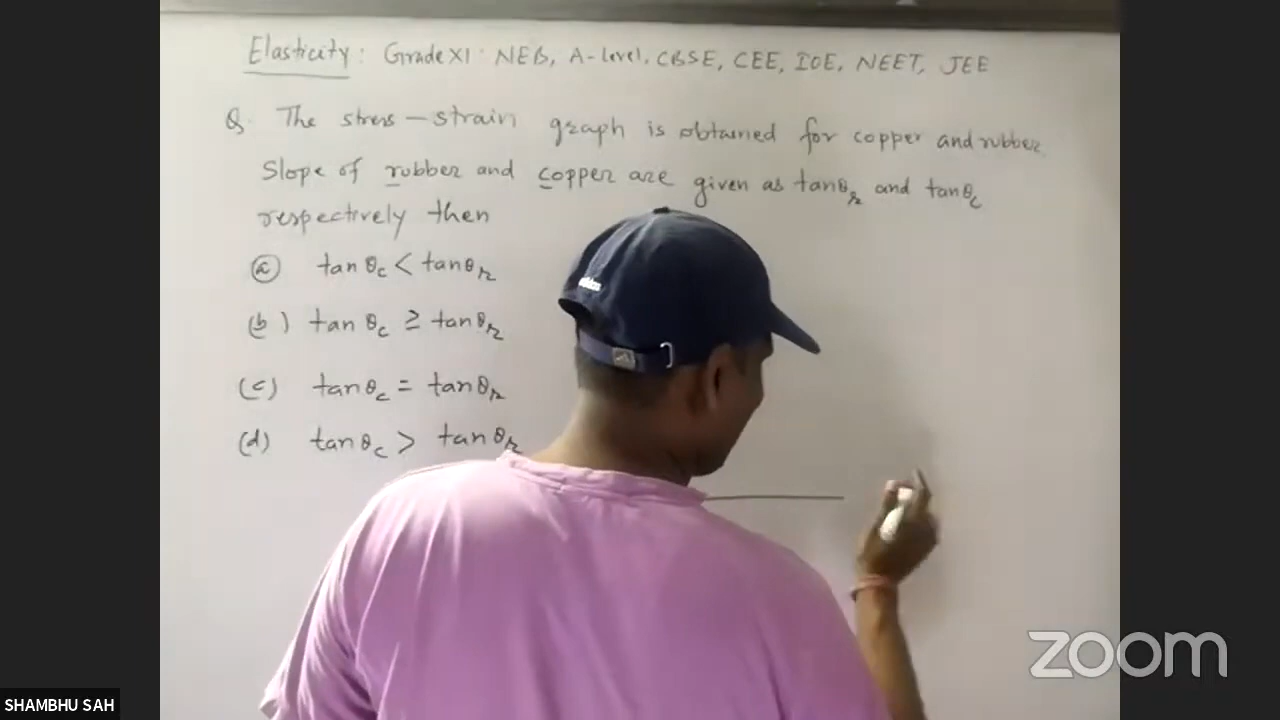 Elasticity: Grade XI: NEB, A-level, CBSE, CEE, IOE, NEET, JEE
Q. The stress-strain graph is obtained for copper and rubber.
Slope of rubber and copper are given as tanθr and tanθc
respectively then
(a) tanθc < tanθr
(b) tanθc ≥ tanθr
(c) tanθc = tanθr
(d) tanθc > tanθr
zoom
SHAMBHU SAH